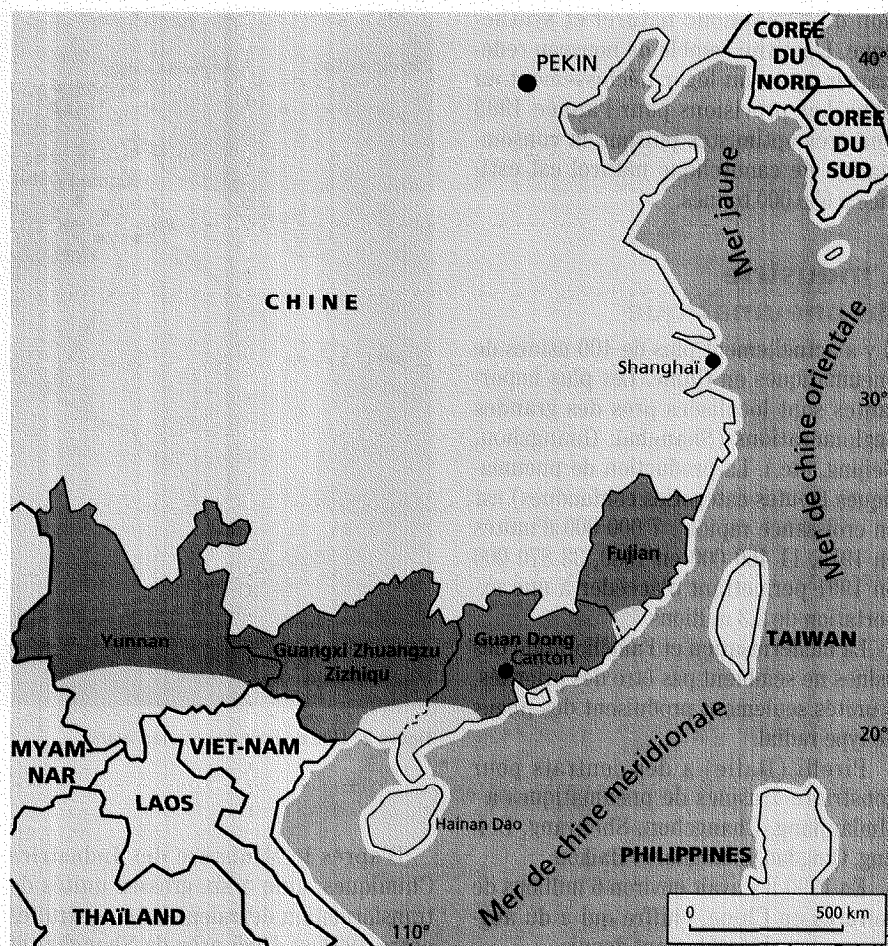 COREE
DU
NORD
40°
PEKIN
COREE
DU
SUD
Mer jaune
CHINE
Mer de chine orientale
Shanghaï
30°
Fujian
Yunnan
Guangxi Zhuangzu
Zizhiqu
Guan Dong
Canton
TAIWAN
MYAM-
NAR
VIET-NAM
20°
LAOS
Mer de chine méridionale
Hainan Dao
PHILIPPINES
THAïLAND
110°
0
500 km